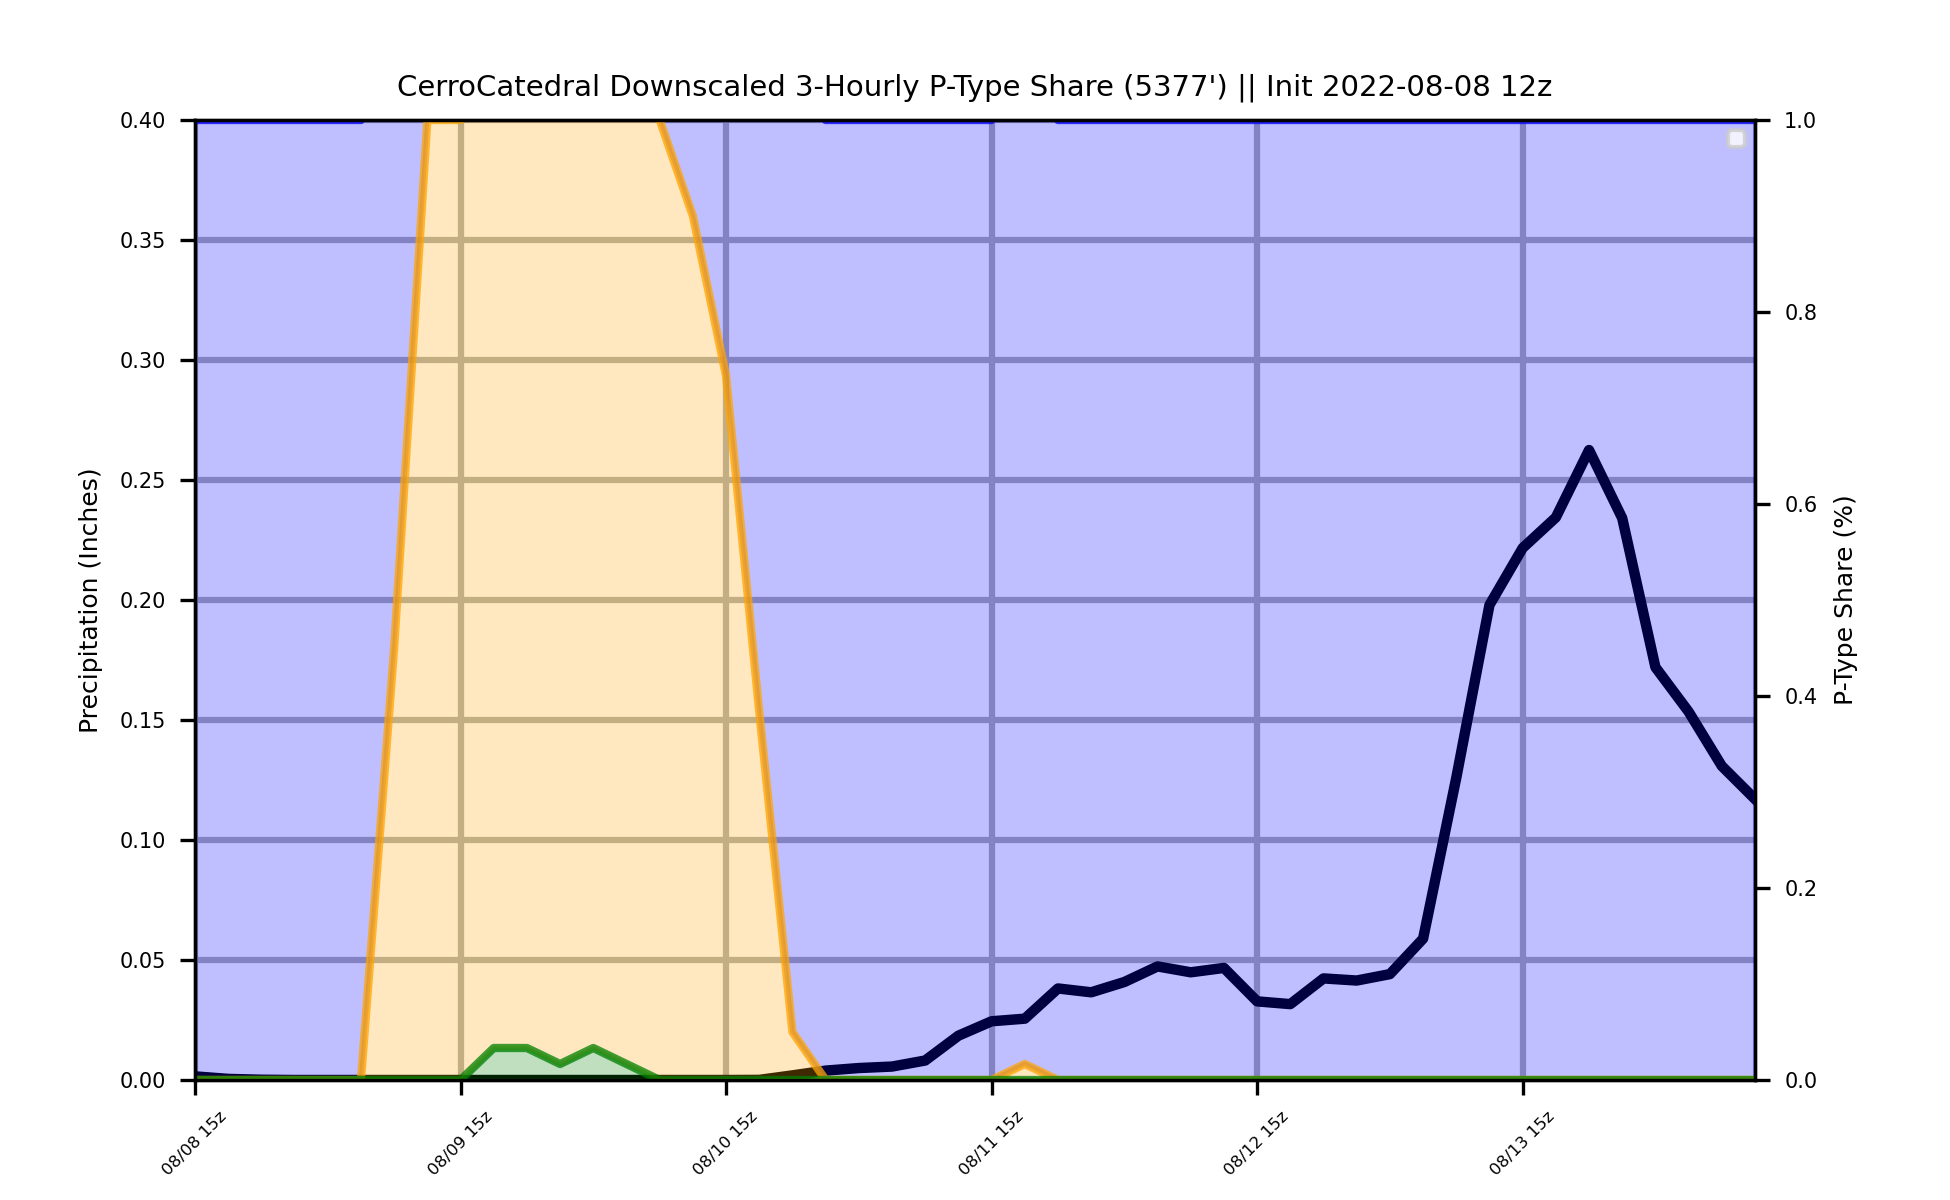 CerroCatedral Downscaled 3-Hourly P-Type Share (5377') || Init 2022-08-08 12z
Precipitation (Inches)
0.40
0.35
0.30
0.25
0.20
0.15
0.10
0.05
0.00
1.0
0.8
0.6
0.4
0.2
0.0
P-Type Share (%)
08/08 15z
08/09 15z
08/10 15z
08/11 15z
08/12 15z
08/13 15z